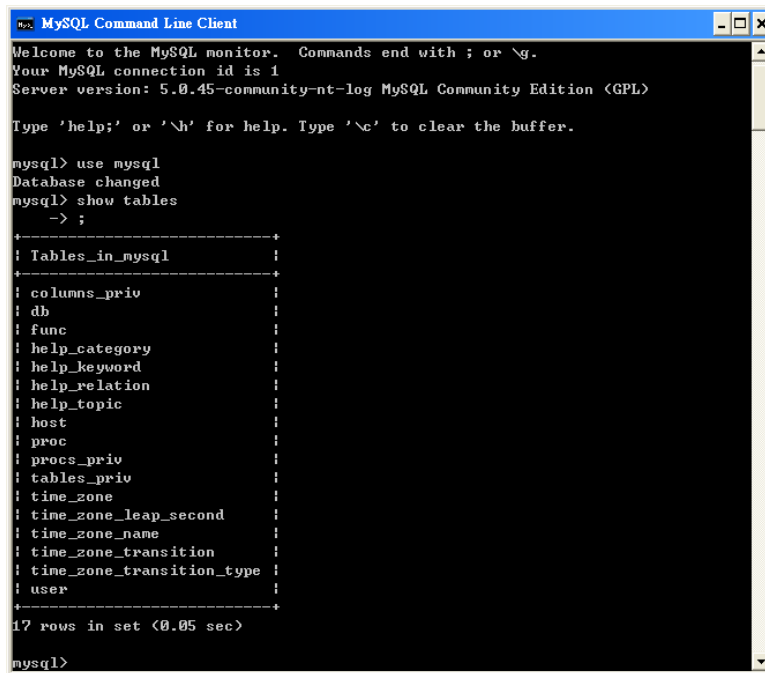 MySQL Command Line Client
Welcome to the MySQL monitor.  Commands end with ; or \g.
Your MySQL connection id is 1
Server version: 5.0.45-community-nt-log MySQL Community Edition (GPL)
Type 'help;' or '\h' for help. Type '\c' to clear the buffer.
mysql> use mysql
Database changed
mysql> show tables
    -> ;
+---------------------------+
| Tables_in_mysql           |
+---------------------------+
| columns_priv              |
| db                        |
| func                      |
| help_category             |
| help_keyword              |
| help_relation             |
| help_topic                |
| host                      |
| proc                      |
| procs_priv                |
| tables_priv               |
| time_zone                 |
| time_zone_leap_second     |
| time_zone_name            |
| time_zone_transition      |
| time_zone_transition_type |
| user                      |
+---------------------------+
17 rows in set (0.05 sec)
mysql>